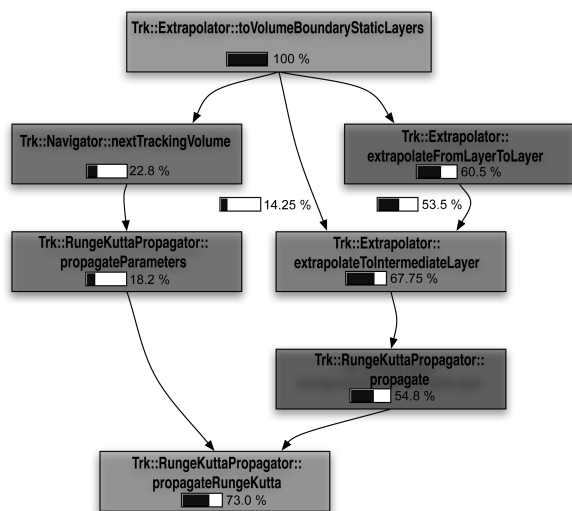 Trk::Extrapolator::toVolumeBoundaryStaticLayers
100 %
Trk::Navigator::nextTrackingVolume
22.8 %
Trk::Extrapolator::
extrapolateFromLayerToLayer
60.5 %
14.25 %
53.5 %
Trk::RungeKuttaPropagator::
propagateParameters
18.2 %
Trk::Extrapolator::
extrapolateToIntermediateLayer
67.75 %
Trk::RungeKuttaPropagator::
propagate
54.8 %
Trk::RungeKuttaPropagator::
propagateRungeKutta
73.0 %